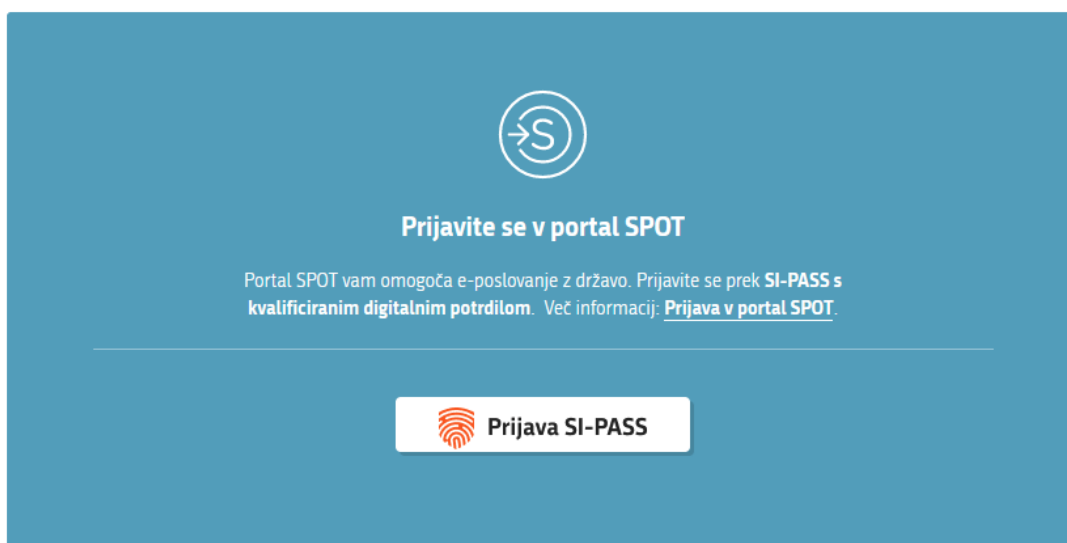 S
Prijavite se v portal SPOT
Portal SPOT vam omogoča e-poslovanje z državo. Prijavite se prek SI-PASS s
kvalificiranim digitalnim potrdilom. Več informacij: Prijava v portal SPOT.
Prijava SI-PASS